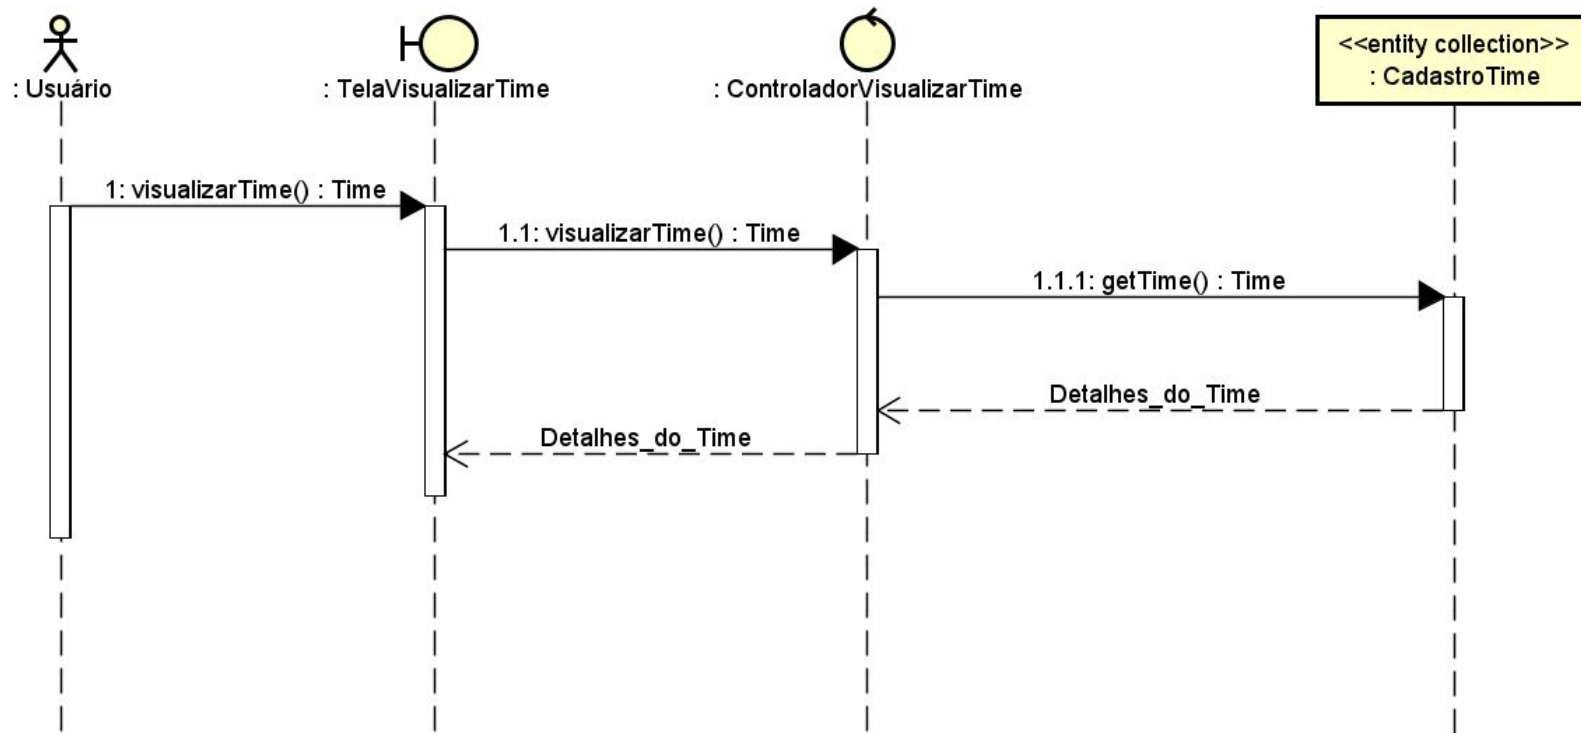 : Usuário
: TelaVisualizarTime
: ControladorVisualizarTime
<<entity collection>>
: CadastroTime
1: visualizarTime() : Time
1.1: visualizarTime() : Time
1.1.1: getTime() : Time
Detalhes_do_Time
Detalhes_do_Time